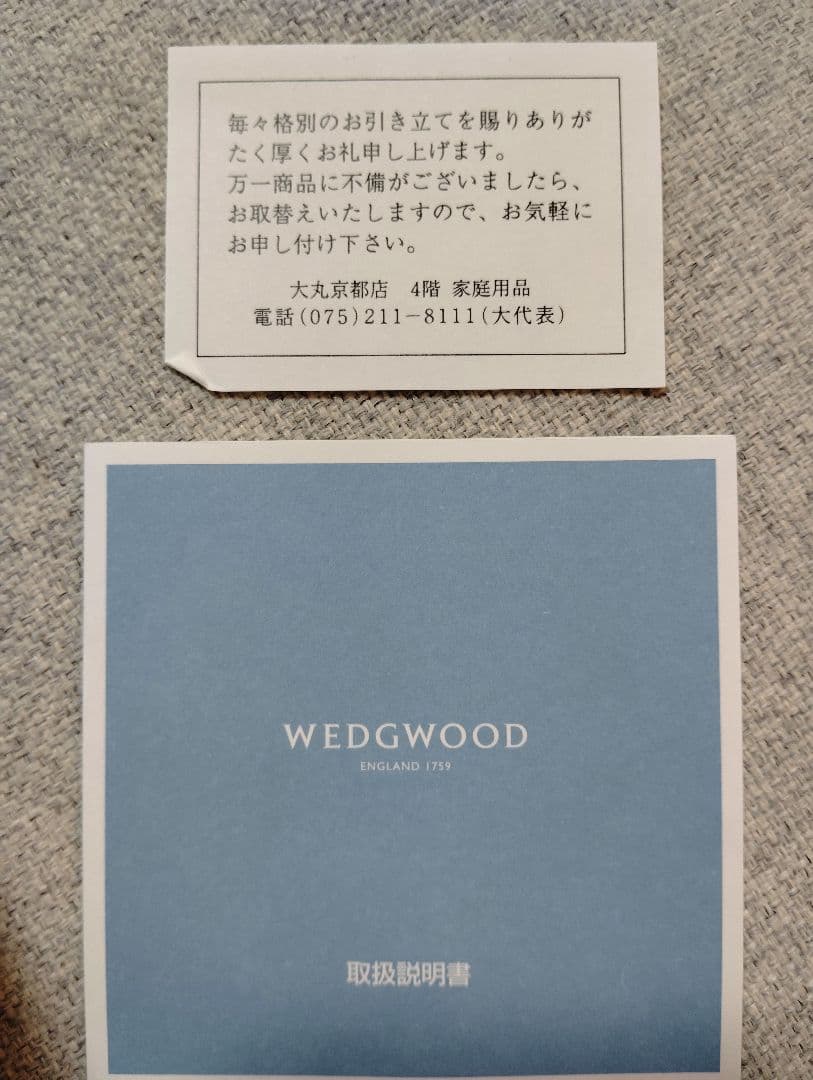 毎々格別のお引き立てを賜りありが
たく厚くお礼申し上げます。
万一商品に不備がございましたら、
お取替えいたしますので、お気軽に
お申し付け下さい。
大丸京都店　4階 家庭用品
電話(075)211−8111(大代表)
WEDGWOOD
ENGLAND 1759
取扱説明書